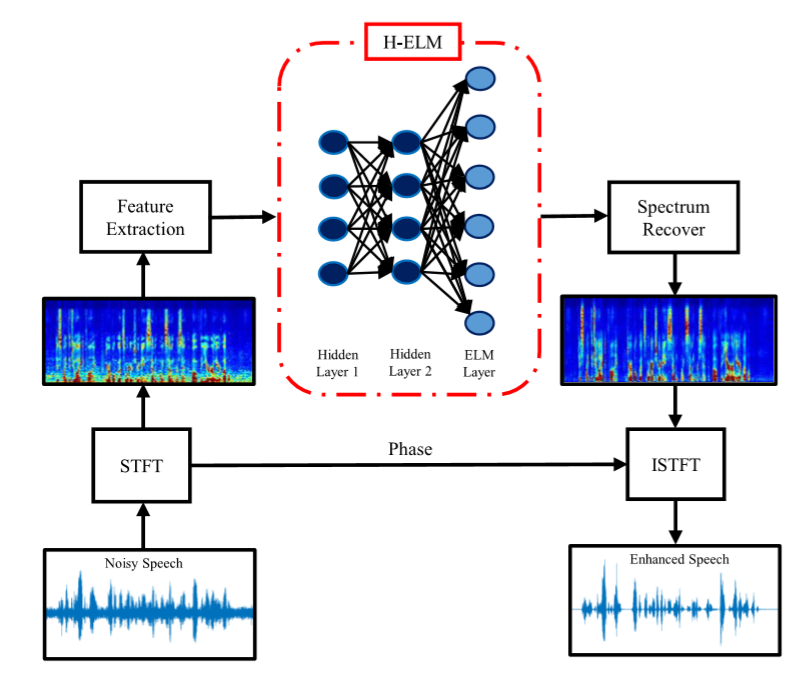 H-ELM
Feature
Extraction
Spectrum
Recover
Hidden
Layer 1
Hidden
Layer 2
ELM
Layer
STFT
Phase
ISTFT
Noisy Speech
Enhanced Speech